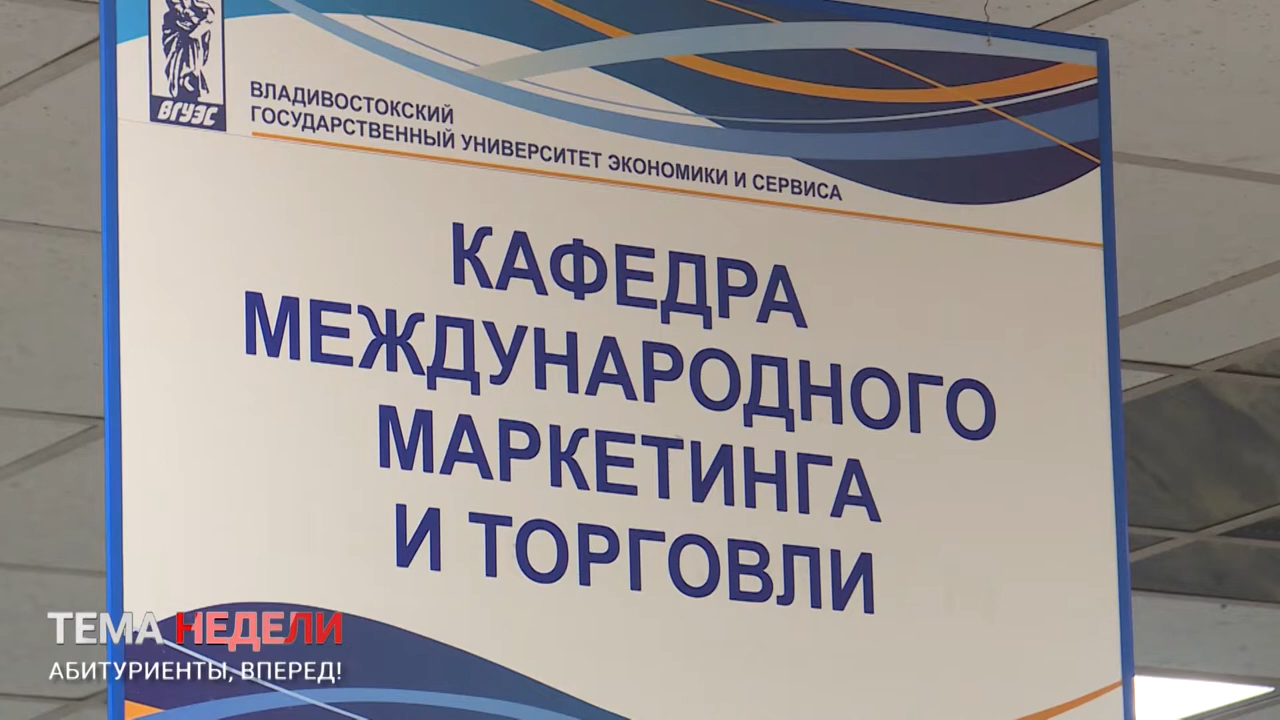 ВГУЭС
ВЛАДИВОСТОКСКИЙ
ГОСУДАРСТВЕННЫЙ УНИВЕРСИТЕТ ЭКОНОМИКИ И СЕРВИСА
КАФЕДРА
МЕЖДУНАРОДНОГО
МАРКЕТИНГА
И ТОРГОВЛИ
ТЕМА НЕДЕЛИ
АБИТУРИЕНТЫ, ВПЕРЕД!